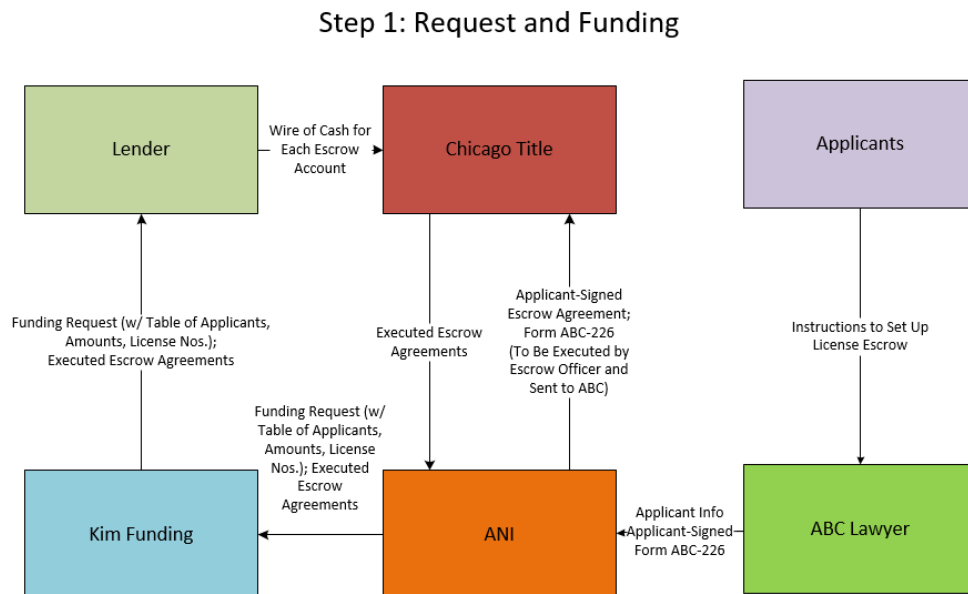 Step 1: Request and Funding
Lender
Wire of Cash for
Each Escrow
Account
Chicago Title
Applicants
Funding Request (w/ Table of Applicants,
Amounts, License Nos.);
Executed Escrow Agreements
Executed Escrow
Agreements
Applicant-Signed
Escrow Agreement;
Form ABC-226
(To Be Executed by
Escrow Officer and
Sent to ABC)
Instructions to Set Up
License Escrow
Funding Request (w/
Table of Applicants,
Amounts, License
Nos.); Executed
Escrow
Agreements
Kim Funding
ANI
Applicant Info
Applicant-Signed
Form ABC-226
ABC Lawyer